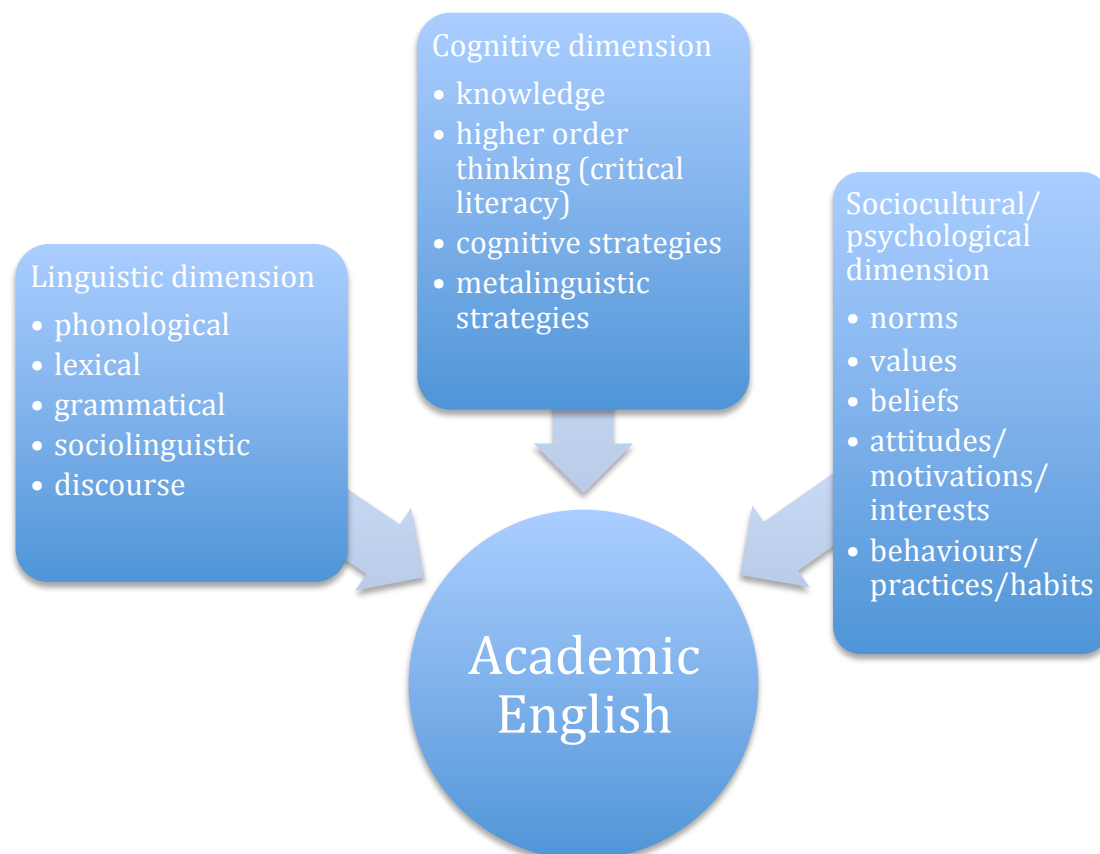 Cognitive dimension
• knowledge
• higher order
thinking (critical
literacy)
• cognitive strategies
• metalinguistic
strategies
Linguistic dimension
• phonological
• lexical
• grammatical
• sociolinguistic
• discourse
Sociocultural/
psychological
dimension
• norms
• values
• beliefs
• attitudes/
motivations/
interests
• behaviours/
practices/habits
Academic
English